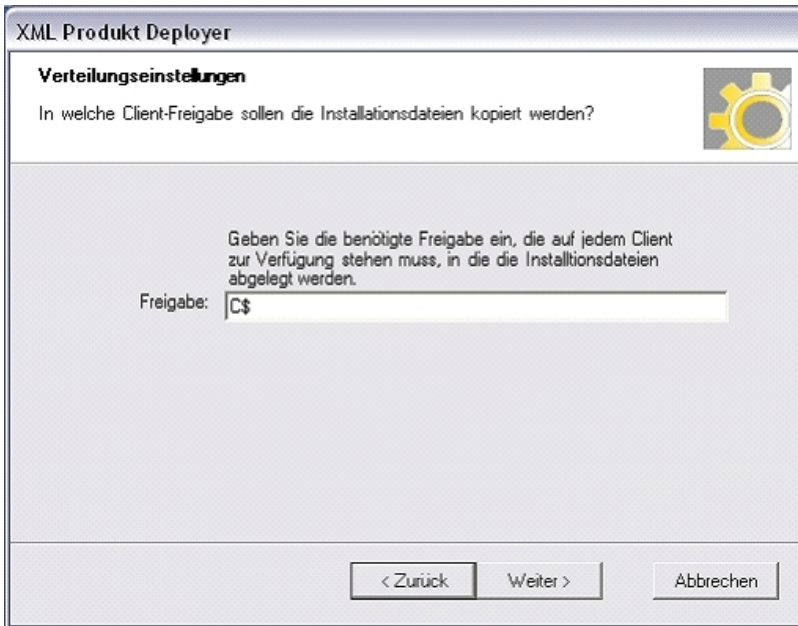 XML Produkt Deployer
Verteilungseinstellungen
In welche Client-Freigabe sollen die Installationsdateien kopiert werden?
Geben Sie die benötigte Freigabe ein, die auf jedem Client
zur Verfügung stehen muss, in die die Installtionsdateien
abgelegt werden.
Freigabe: C$
< Zurück Weiter > Abbrechen